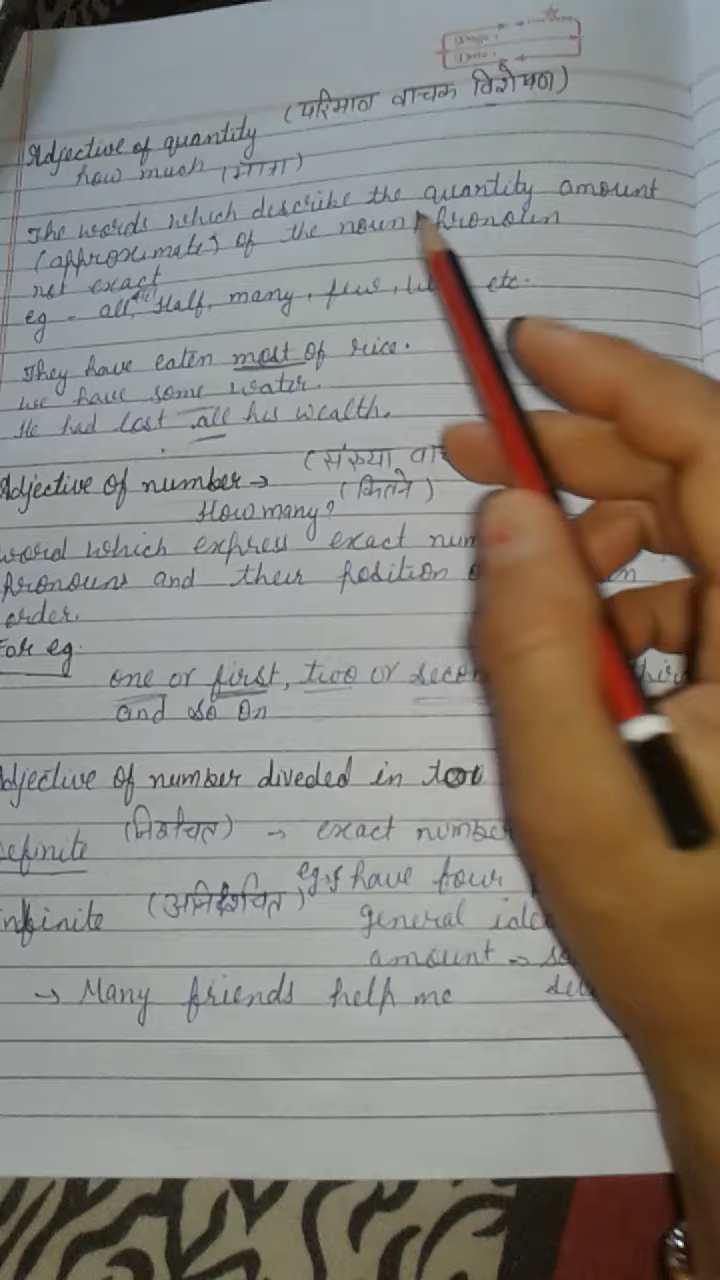 Adjective of quantity (परिमाण वाचक विशेषण)
how much (मात्रा)
The words which describe the quantity amount
(approximate) of the noun pronoun
not exact
eg - all, Half, many, few, etc.
They have eaten most of rice.
we have some water.
He had lost all his wealth.
Adjective of number → (संख्या
How many? (कितने)
word which express exact
pronouns and their position
order.
For eg.
one or first, two or
and so on
Adjective of number diveded in two
Definite (निश्चित) → exact number
eg I have four
infinite (अनिश्चित) general
amount →
→ Many friends help me